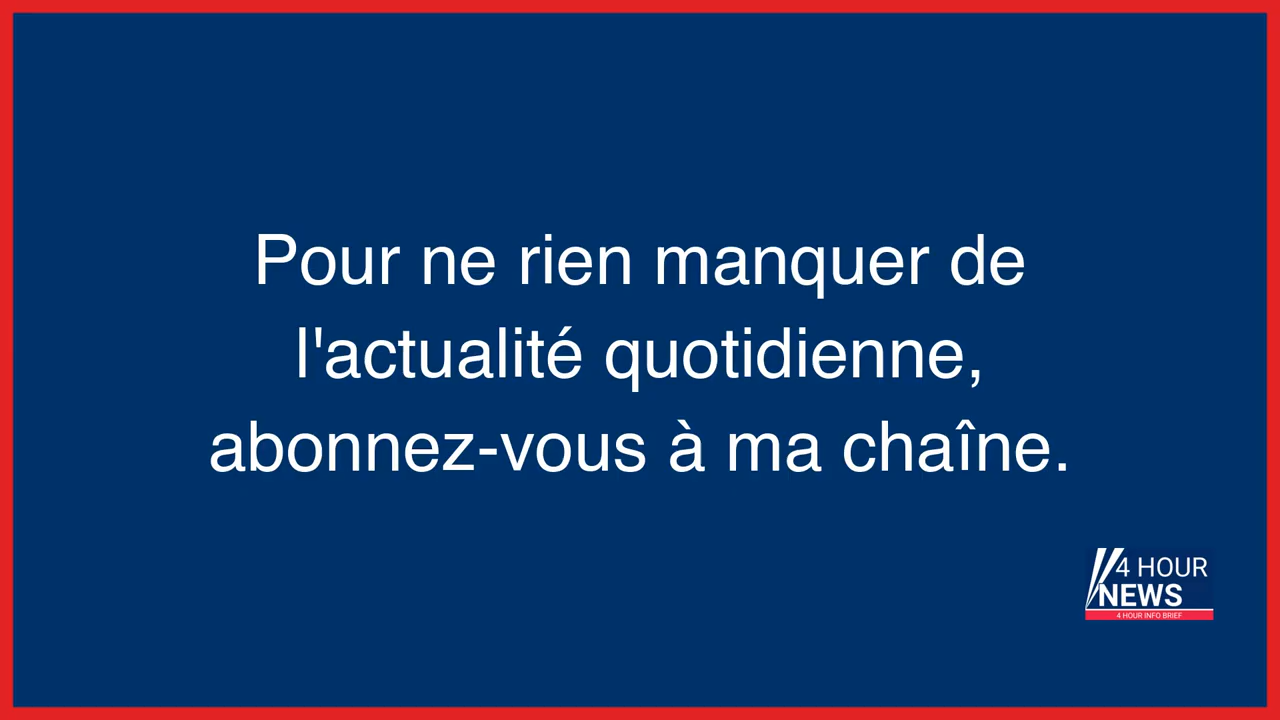 Pour ne rien manquer de
l'actualité quotidienne,
abonnez-vous à ma chaîne.
4 HOUR
NEWS
4 HOUR INFO BRIEF